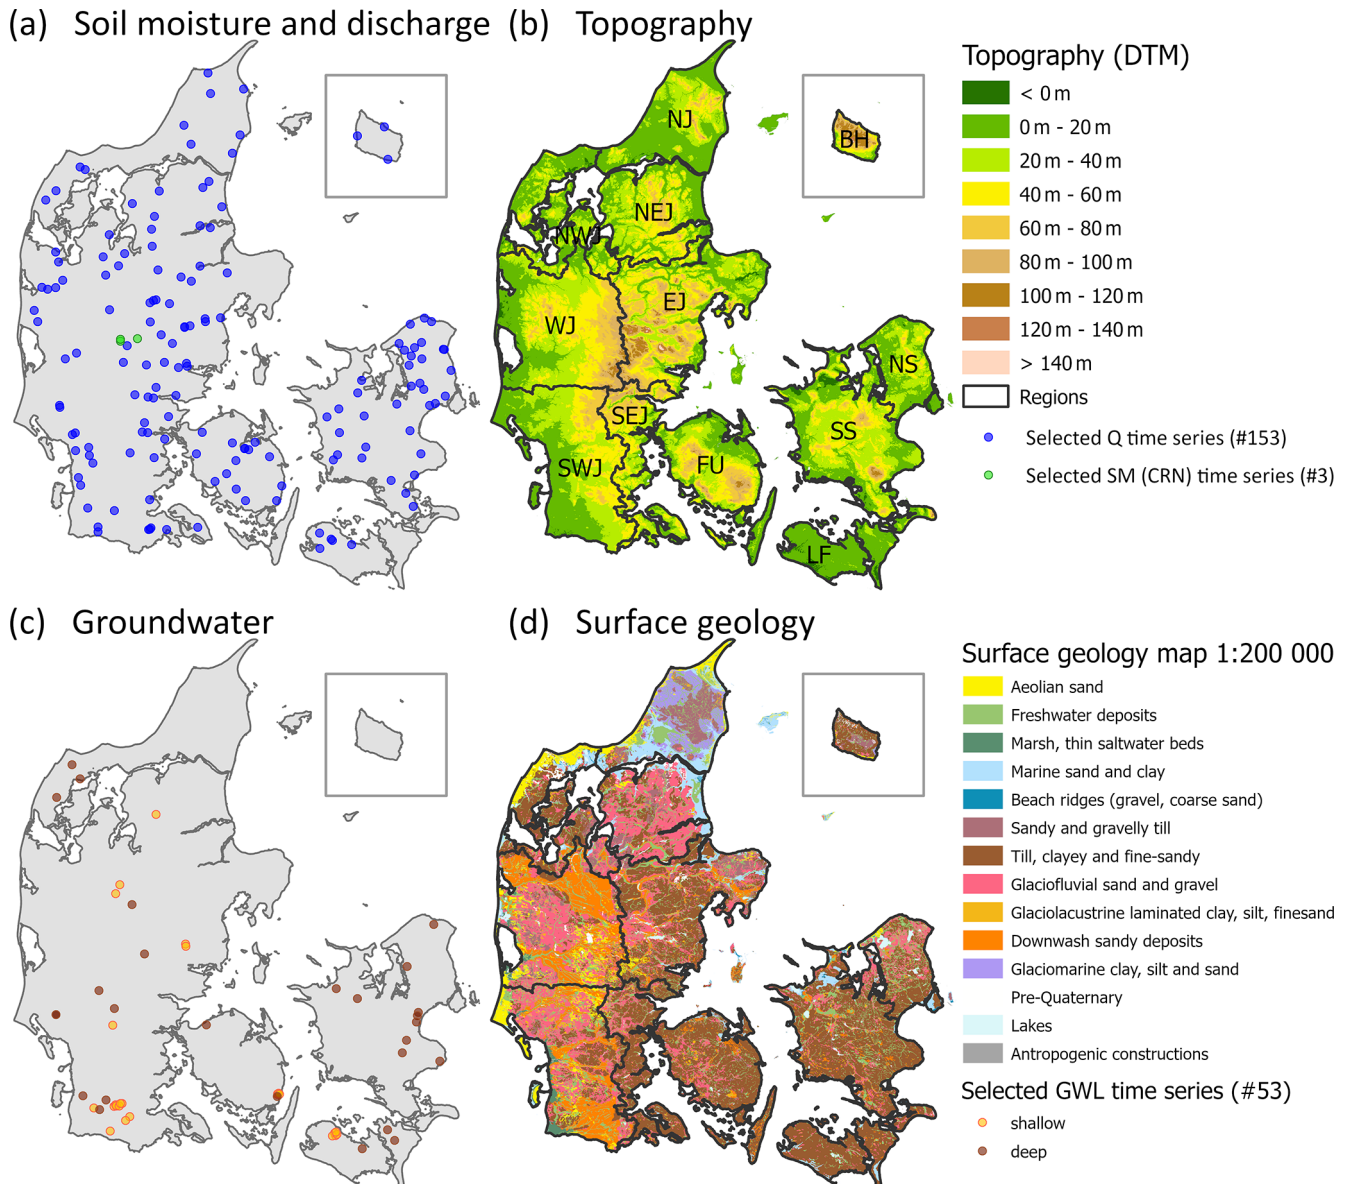 (a) Soil moisture and discharge
(b) Topography
Topography (DTM)
< 0 m
0 m - 20 m
20 m - 40 m
40 m - 60 m
60 m - 80 m
80 m - 100 m
100 m - 120 m
120 m - 140 m
> 140 m
Regions
Selected Q time series (#153)
Selected SM (CRN) time series (#3)
NJ
BH
NEJ
NWJ
EJ
WJ
NS
SEJ
SS
FU
SWJ
LF
(c) Groundwater
(d) Surface geology
Surface geology map 1:200 000
Aeolian sand
Freshwater deposits
Marsh, thin saltwater beds
Marine sand and clay
Beach ridges (gravel, coarse sand)
Sandy and gravelly till
Till, clayey and fine-sandy
Glaciofluvial sand and gravel
Glaciolacustrine laminated clay, silt, finesand
Downwash sandy deposits
Glaciomarine clay, silt and sand
Pre-Quaternary
Lakes
Antropogenic constructions
Selected GWL time series (#53)
shallow
deep